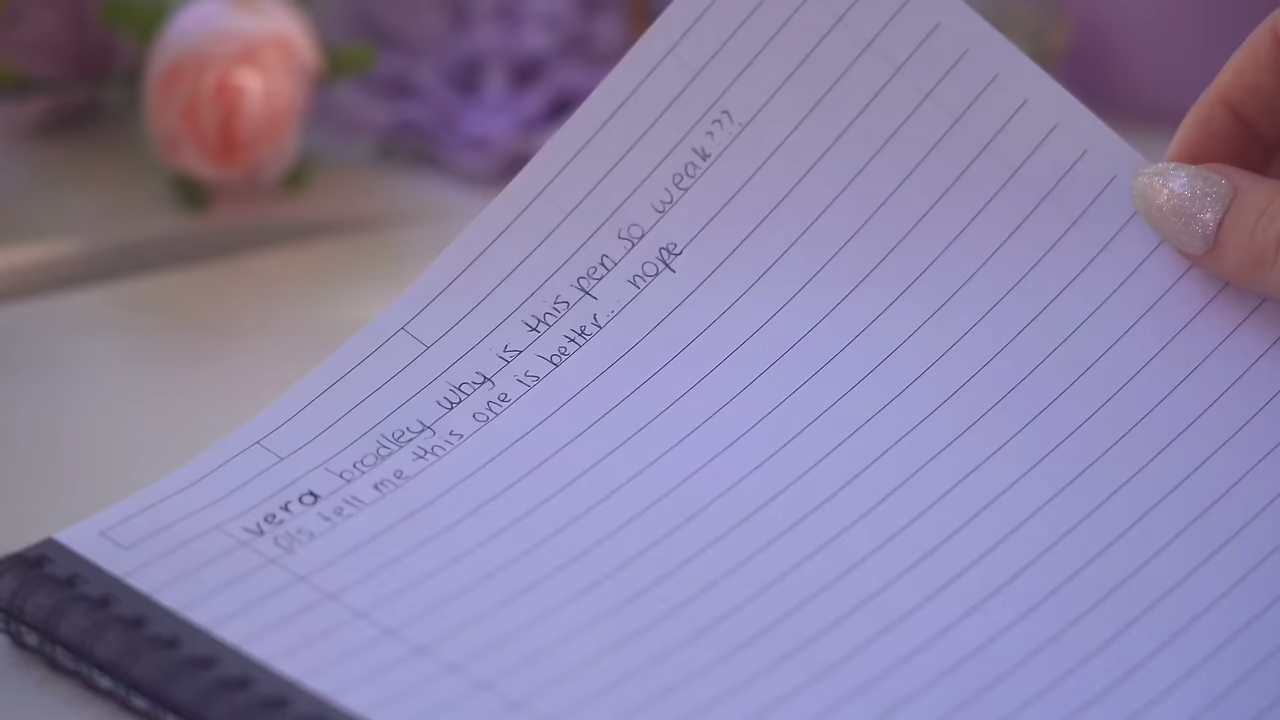 vera bradley why is this pen so weak???
pls tell me this one is better... nope